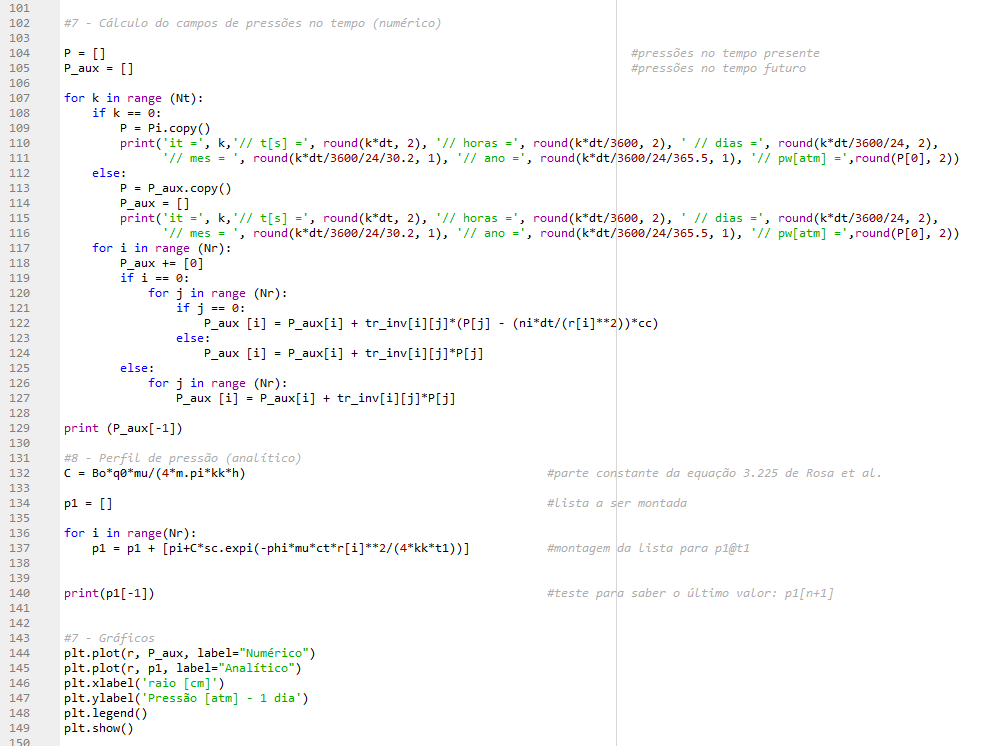 101
102 #7 - Cálculo do campos de pressões no tempo (numérico)
103
104 P = [] #pressões no tempo presente
105 P_aux = [] #pressões no tempo futuro
106
107 for k in range (Nt):
108     if k == 0:
109         P = Pi.copy()
110         print('it =', k,'// t[s] =', round(k*dt, 2), '// horas =', round(k*dt/3600, 2), ' // dias =', round(k*dt/3600/24, 2),
111               '// mes = ', round(k*dt/3600/24/30.2, 1), '// ano =', round(k*dt/3600/24/365.5, 1), '// pw[atm] =',round(P[0], 2))
112     else:
113         P = P_aux.copy()
114         P_aux = []
115         print('it =', k,'// t[s] =', round(k*dt, 2), '// horas =', round(k*dt/3600, 2), ' // dias =', round(k*dt/3600/24, 2),
116               '// mes = ', round(k*dt/3600/24/30.2, 1), '// ano =', round(k*dt/3600/24/365.5, 1), '// pw[atm] =',round(P[0], 2))
117     for i in range (Nr):
118         P_aux += [0]
119         if i == 0:
120             for j in range (Nr):
121                 if j == 0:
122                     P_aux [i] = P_aux[i] + tr_inv[i][j]*(P[j] - (ni*dt/(r[i]**2))*cc)
123                 else:
124                     P_aux [i] = P_aux[i] + tr_inv[i][j]*P[j]
125         else:
126             for j in range (Nr):
127                 P_aux [i] = P_aux[i] + tr_inv[i][j]*P[j]
128
129 print (P_aux[-1])
130
131 #8 - Perfil de pressão (analítico)
132 C = Bo*q0*mu/(4*m.pi*kk*h) #parte constante da equação 3.225 de Rosa et al.
133
134 p1 = [] #lista a ser montada
135
136 for i in range(Nr):
137     p1 = p1 + [pi+C*sc.expi(-phi*mu*ct*r[i]**2/(4*kk*t1))] #montagem da lista para p1@t1
138
139
140 print(p1[-1]) #teste para saber o último valor: p1[n+1]
141
142
143 #7 - Gráficos
144 plt.plot(r, P_aux, label="Numérico")
145 plt.plot(r, p1, label="Analítico")
146 plt.xlabel('raio [cm]')
147 plt.ylabel('Pressão [atm] - 1 dia')
148 plt.legend()
149 plt.show()
150